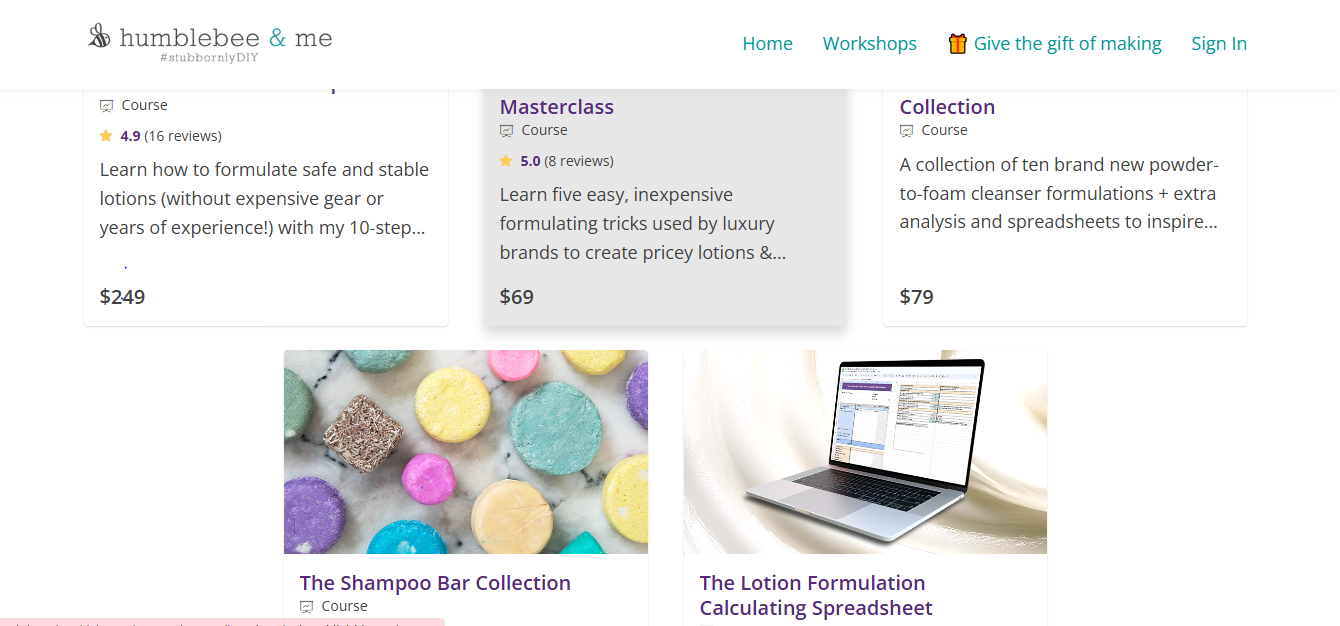 humblebee & me
#stubbornlyDIY
Home
Workshops
Give the gift of making
Sign In
Course
4.9 (16 reviews)
Learn how to formulate safe and stable
lotions (without expensive gear or
years of experience!) with my 10-step...
$249
Masterclass
Course
5.0 (8 reviews)
Learn five easy, inexpensive
formulating tricks used by luxury
brands to create pricey lotions &...
$69
Collection
Course
A collection of ten brand new powder-
to-foam cleanser formulations + extra
analysis and spreadsheets to inspire...
$79
The Shampoo Bar Collection
Course
The Lotion Formulation
Calculating Spreadsheet